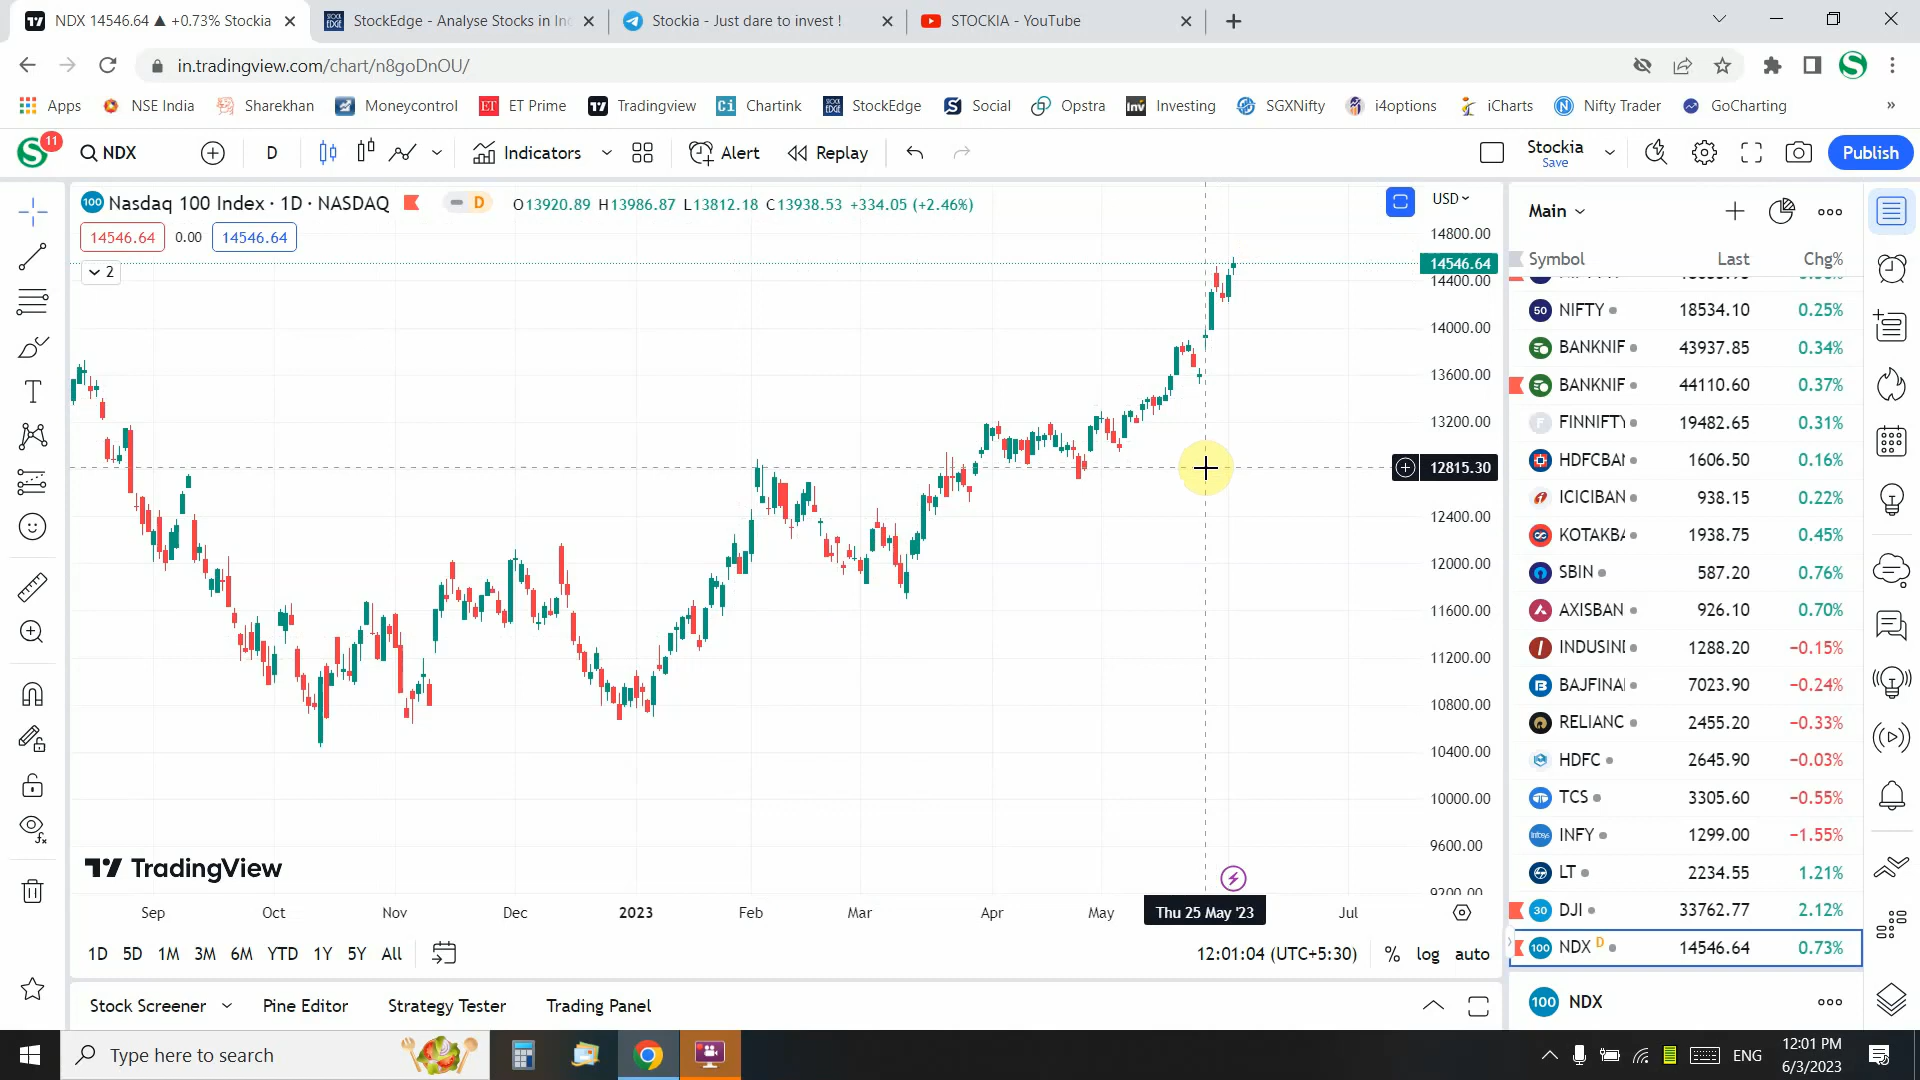 NDX 14546.64 ▲ +0.73% Stockia
StockEdge - Analyse Stocks in In
Stockia - Just dare to invest !
STOCKIA - YouTube
in.tradingview.com/chart/n8goDnOU/
Apps NSE India Sharekhan Moneycontrol ET Prime Tradingview Chartink StockEdge Social Opstra Investing SGXNifty i4options iCharts Nifty Trader GoCharting »
11 NDX D Indicators Alert Replay Stockia Save Publish
Nasdaq 100 Index · 1D · NASDAQ D O13920.89 H13986.87 L13812.18 C13938.53 +334.05 (+2.46%) USD
14546.64 0.00 14546.64
2
14800.00
14546.64
14400.00
14000.00
13600.00
13200.00
12815.30
12400.00
12000.00
11600.00
11200.00
10800.00
10400.00
10000.00
9600.00
9200.00
TradingView
Sep Oct Nov Dec 2023 Feb Mar Apr May Thu 25 May '23 Jul
1D 5D 1M 3M 6M YTD 1Y 5Y All 12:01:04 (UTC+5:30) % log auto
Stock Screener Pine Editor Strategy Tester Trading Panel
Main
Symbol Last Chg%
NIFTY 18534.10 0.25%
BANKNIF 43937.85 0.34%
BANKNIF 44110.60 0.37%
FINNIFTY 19482.65 0.31%
HDFCBAI 1606.50 0.16%
ICICIBAN 938.15 0.22%
KOTAKBA 1938.75 0.45%
SBIN 587.20 0.76%
AXISBAN 926.10 0.70%
INDUSINI 1288.20 −0.15%
BAJFINAI 7023.90 −0.24%
RELIANC 2455.20 −0.33%
HDFC 2645.90 −0.03%
TCS 3305.60 −0.55%
INFY 1299.00 −1.55%
LT 2234.55 1.21%
DJI 33762.77 2.12%
NDX D 14546.64 0.73%
100 NDX
Type here to search
ENG
12:01 PM
6/3/2023